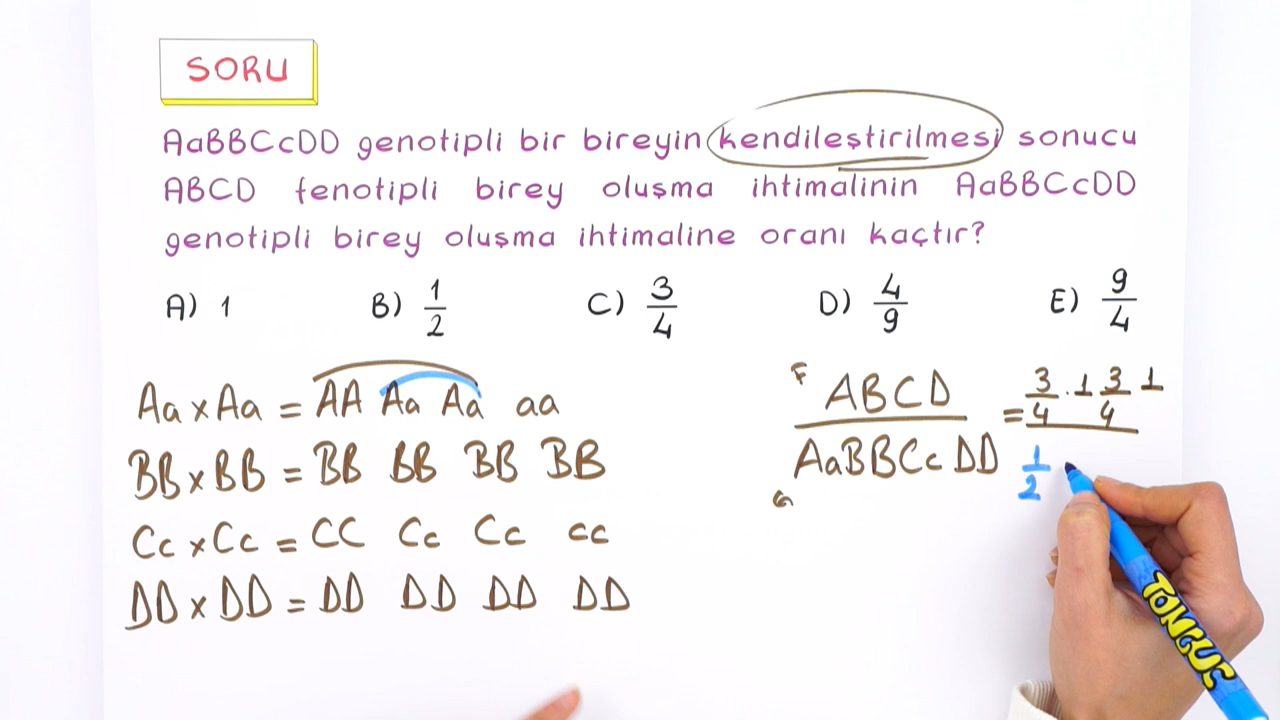 SORU
AaBBCcDD genotipli bir bireyin kendileştirilmesi sonucu
ABCD fenotipli birey oluşma ihtimalinin AaBBCcDD
genotipli birey oluşma ihtimaline oranı kaçtır?
A) 1 B) 1/2 C) 3/4 D) 4/9 E) 9/4
Aa x Aa = AA Aa Aa aa
BB x BB = BB BB BB BB
Cc x Cc = CC Cc Cc cc
DD x DD = DD DD DD DD
F ABCD = 3/4 . 1 3/4 1
G AaBBCcDD 1/2
TONGUÇ